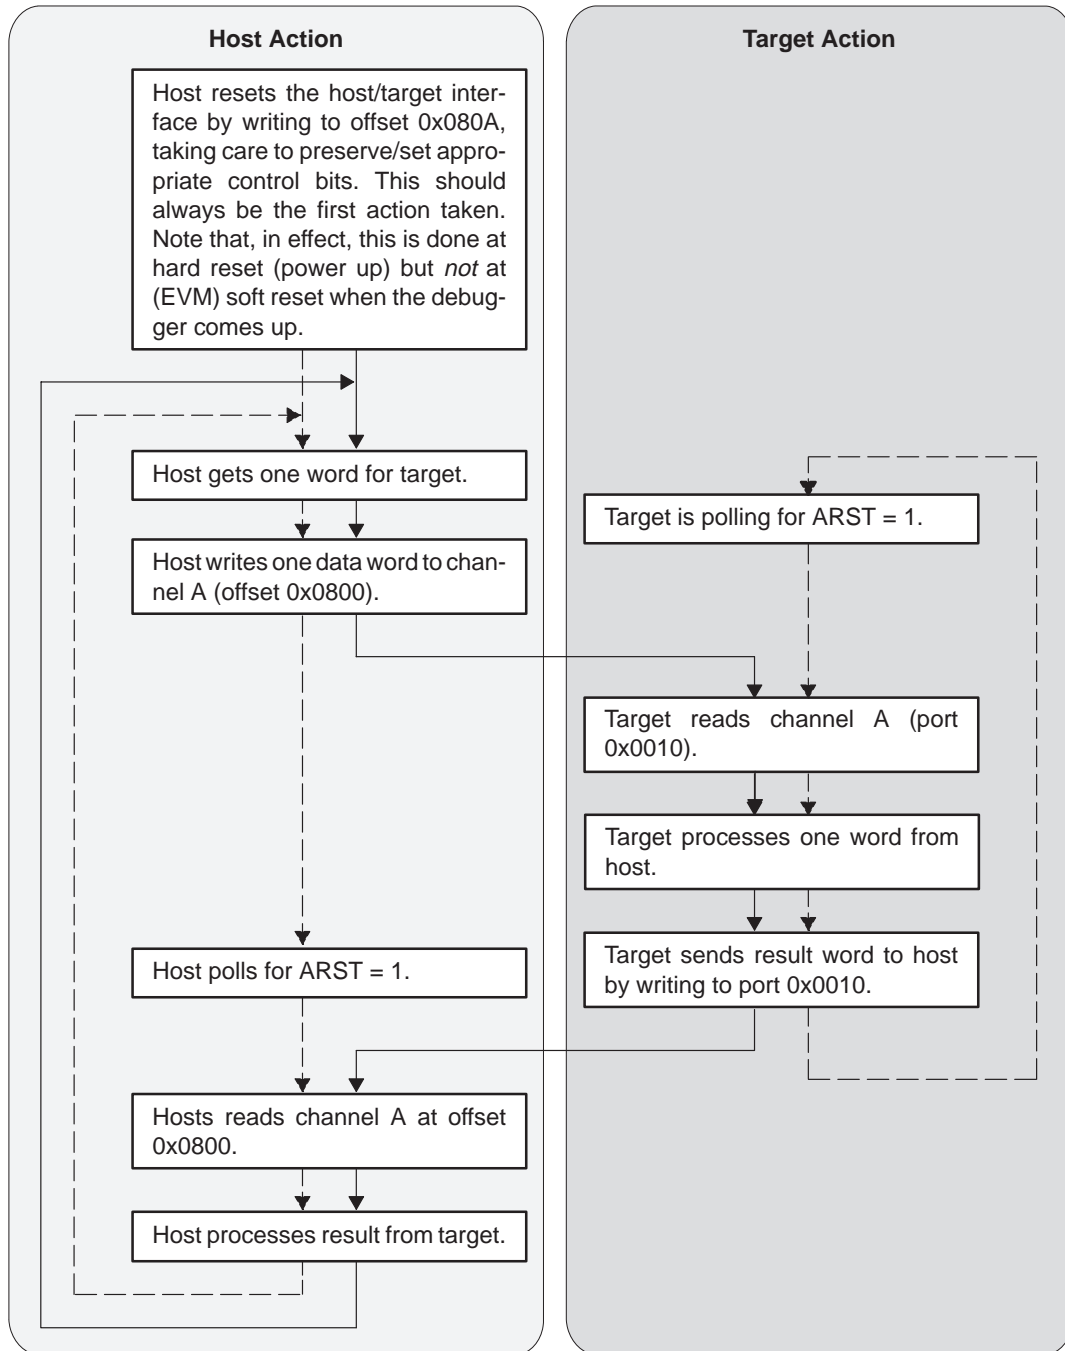 Host Action
Host resets the host/target inter-
face by writing to offset 0x080A,
taking care to preserve/set appro-
priate control bits. This should
always be the first action taken.
Note that, in effect, this is done at
hard reset (power up) but not at
(EVM) soft reset when the debug-
ger comes up.
Host gets one word for target.
Host writes one data word to chan-
nel A (offset 0x0800).
Host polls for ARST = 1.
Hosts reads channel A at offset
0x0800.
Host processes result from target.
Target Action
Target is polling for ARST = 1.
Target reads channel A (port
0x0010).
Target processes one word from
host.
Target sends result word to host
by writing to port 0x0010.